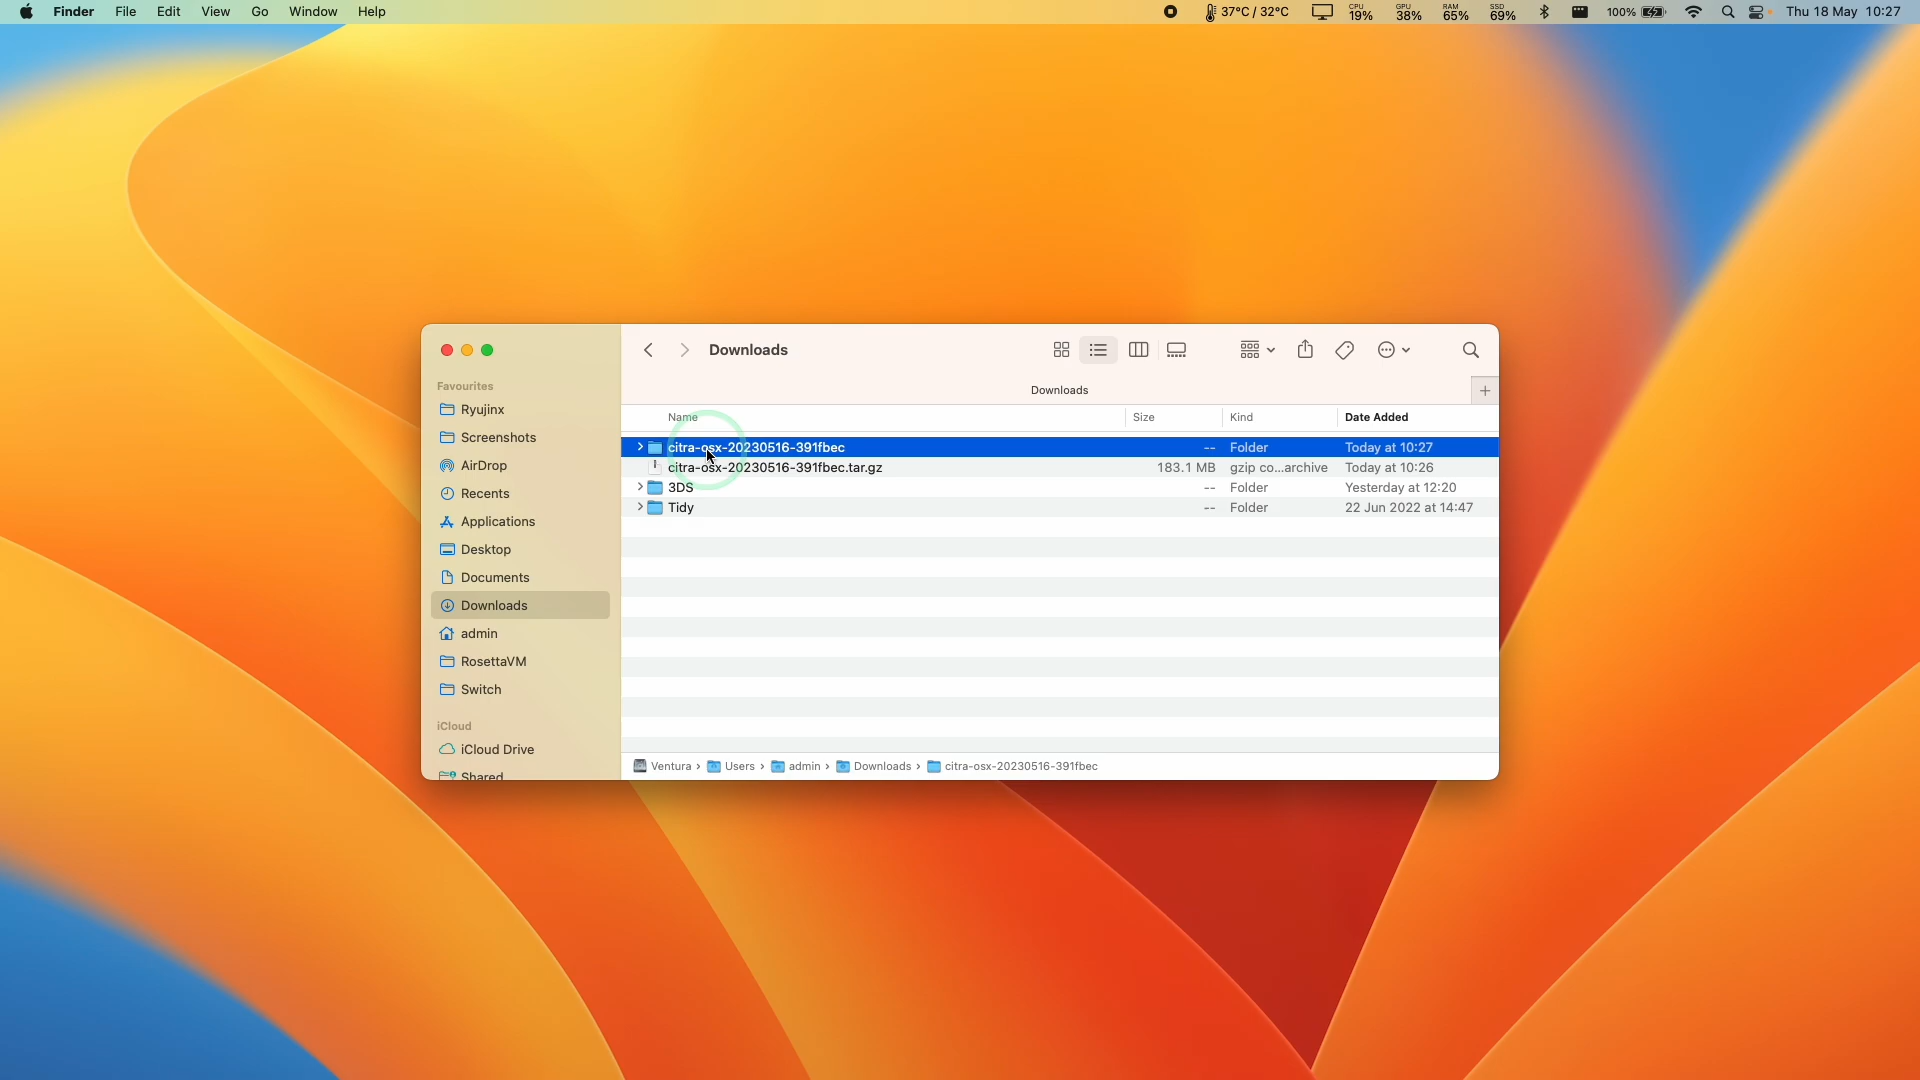 Finder File Edit View Go Window Help 37°C / 32°C CPU 19% GPU 38% RAM 65% SSD 69% 100% Thu 18 May 10:27
Downloads
Favourites
Ryujinx
Screenshots
AirDrop
Recents
Applications
Desktop
Documents
Downloads
admin
RosettaVM
Switch
iCloud
iCloud Drive
Shared
Downloads
Name Size Kind Date Added
citra-osx-20230516-391fbec -- Folder Today at 10:27
citra-osx-20230516-391fbec.tar.gz 183.1 MB gzip co...archive Today at 10:26
3DS -- Folder Yesterday at 12:20
Tidy -- Folder 22 Jun 2022 at 14:47
Ventura › Users › admin › Downloads › citra-osx-20230516-391fbec